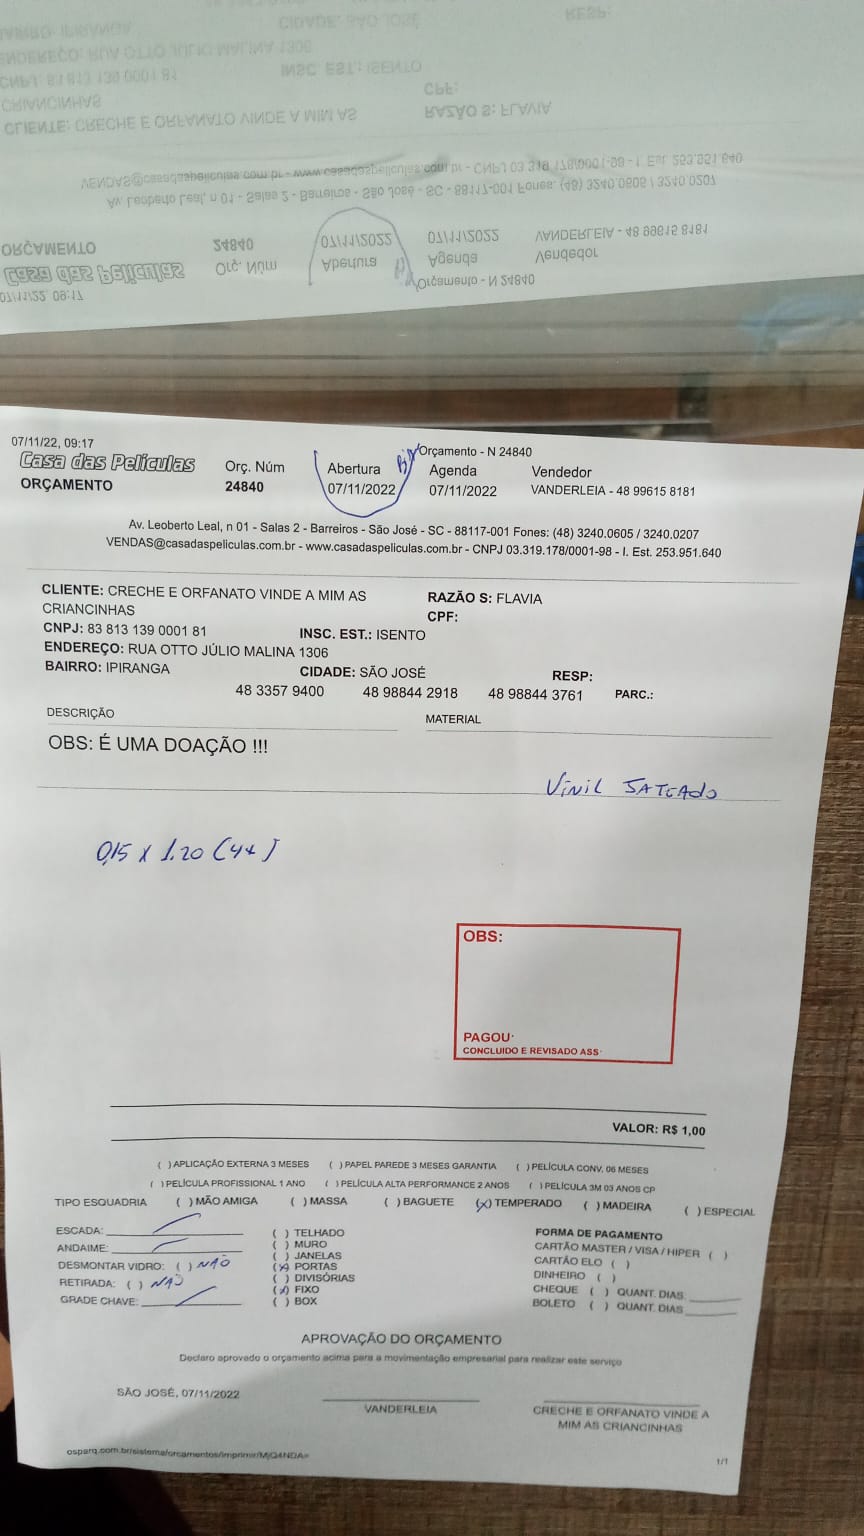 07/11/22, 09:17
Orçamento - N 24840
Casa das Películas
ORÇAMENTO
Orç. Núm
24840
Abertura
07/11/2022
Agenda
07/11/2022
Vendedor
VANDERLEIA - 48 99615 8181
Av. Leoberto Leal, n 01 - Salas 2 - Barreiros - São José - SC - 88117-001 Fones: (48) 3240.0605 / 3240.0207
VENDAS@casadaspeliculas.com.br - www.casadaspeliculas.com.br - CNPJ 03.319.178/0001-98 - I. Est. 253.951.640
CLIENTE: CRECHE E ORFANATO VINDE A MIM AS
CRIANCINHAS
RAZÃO S: FLAVIA
CPF:
CNPJ: 83 813 139 0001 81 INSC. EST.: ISENTO
ENDEREÇO: RUA OTTO JÚLIO MALINA 1306
BAIRRO: IPIRANGA CIDADE: SÃO JOSÉ RESP:
48 3357 9400 48 98844 2918 48 98844 3761 PARC.:
DESCRIÇÃO MATERIAL
OBS: É UMA DOAÇÃO !!!
Vinil JATEADO
0,15 x 1.20 (4x)
OBS:
PAGOU:
CONCLUIDO E REVISADO ASS:
VALOR: R$ 1,00
( ) APLICAÇÃO EXTERNA 3 MESES ( ) PAPEL PAREDE 3 MESES GARANTIA ( ) PELÍCULA CONV. 06 MESES
( ) PELÍCULA PROFISSIONAL 1 ANO ( ) PELÍCULA ALTA PERFORMANCE 2 ANOS ( ) PELÍCULA 3M 03 ANOS CP
TIPO ESQUADRIA ( ) MÃO AMIGA ( ) MASSA ( ) BAGUETE (x) TEMPERADO ( ) MADEIRA ( ) ESPECIAL
ESCADA:
ANDAIME:
DESMONTAR VIDRO: ( ) NÃO
RETIRADA: ( ) NÃO
GRADE CHAVE:
( ) TELHADO
( ) MURO
( ) JANELAS
(x) PORTAS
( ) DIVISÓRIAS
(x) FIXO
( ) BOX
FORMA DE PAGAMENTO
CARTÃO MASTER / VISA / HIPER ( )
CARTÃO ELO ( )
DINHEIRO ( )
CHEQUE ( ) QUANT. DIAS:
BOLETO ( ) QUANT. DIAS
APROVAÇÃO DO ORÇAMENTO
Declaro aprovado o orçamento acima para a movimentação empresarial para realizar este serviço
SÃO JOSÉ, 07/11/2022
VANDERLEIA
CRECHE E ORFANATO VINDE A
MIM AS CRIANCINHAS
osparq.com.br/sistema/orcamentos/imprimir/MjQ4NDA=
1/1